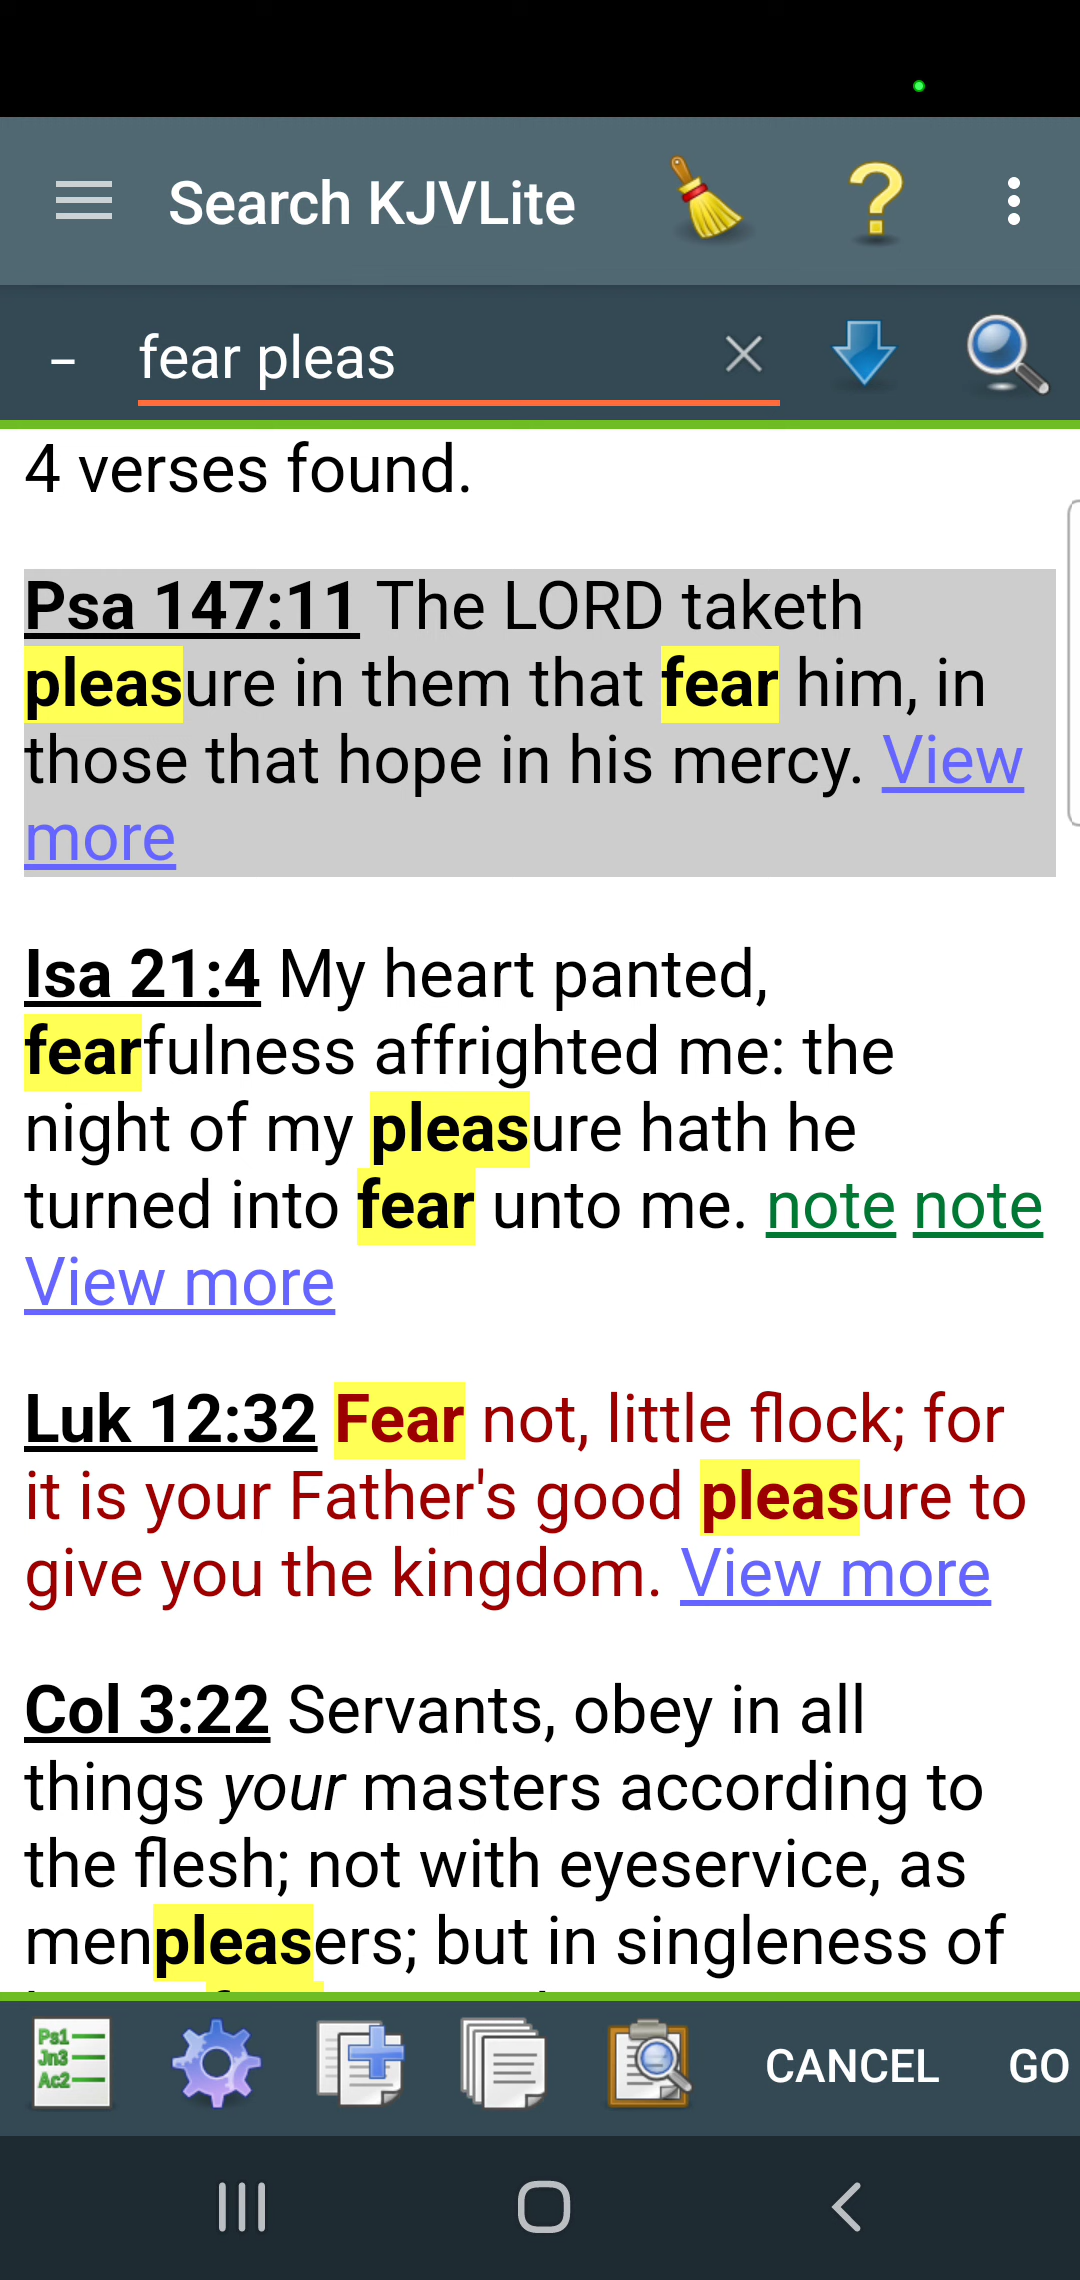 Search KJVLite
– fear pleas
4 verses found.
Psa 147:11 The LORD taketh
pleasure in them that fear him, in
those that hope in his mercy. View
more
Isa 21:4 My heart panted,
fearfulness affrighted me: the
night of my pleasure hath he
turned into fear unto me. note note
View more
Luk 12:32 Fear not, little flock; for
it is your Father's good pleasure to
give you the kingdom. View more
Col 3:22 Servants, obey in all
things your masters according to
the flesh; not with eyeservice, as
menpleasers; but in singleness of
Ps1
Jn3
Ac2
CANCEL GO